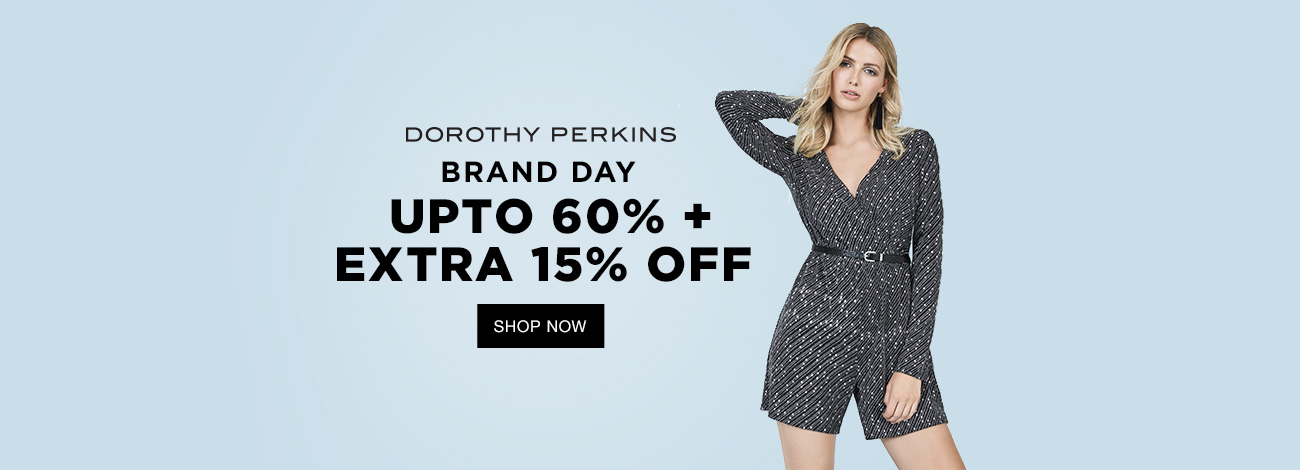 DOROTHY PERKINS
BRAND DAY
UPTO 60% +
EXTRA 15% OFF
SHOP NOW